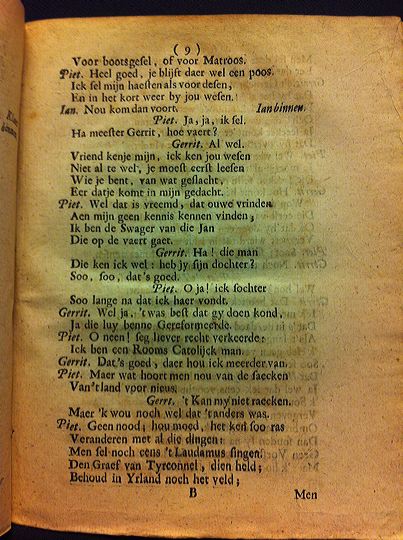 ( 9 )
Voor bootsgesel, of voor Matroos.
Piet. Heel goed, je blijft daer wel een poos.
Ick sel mijn haesten als voor desen,
En in het kort weer by jou wesen.
Ian. Nou kom dan voort. Ian binnen.
Piet. Ja, ja, ik sel.
Ha meester Gerrit, hoe vaert?
Gerrit. Al wel.
Vriend kenje mijn, ick ken jou wesen
Niet al te wel, je moest eerst leesen
Wie je bent, van wat geslacht,
Eer datje komt in mijn gedacht.
Piet. Wel dat is vreemd, dat ouwe vrinden
Aen mijn geen kennis kennen vinden;
Ik ben de Swager van die Jan
Die op de vaert gaet.
Gerrit. Ha! die man
Die ken ick wel: heb jy sijn dochter?
Soo, soo, dat's goed.
Piet. O ja! ick sochter
Soo lange na dat ick haer vondt.
Gerrit. Wel ja, 't was best dat gy doen kond,
Ja die luy benne Gereformeerde.
Piet. O neen! seg liever recht verkeerde:
Ick ben een Rooms Catolijck man.
Gerrit. Dat's goed, daer hou ick meerder van.
Piet. Maer wat hoort men nou van de saecken
Van 't land voor nieus.
Gerrt. 't Kan my niet raecken.
Maer 'k wou noch wel dat 't anders was.
Piet. Geen nood; hou moed, het ken soo ras
Veranderen met al die dingen:
Men sel noch eens 't Laudamus singen.
Den Graef van Tyrconnel, dien held;
Behoud in Yrland noch het veld;
B Men